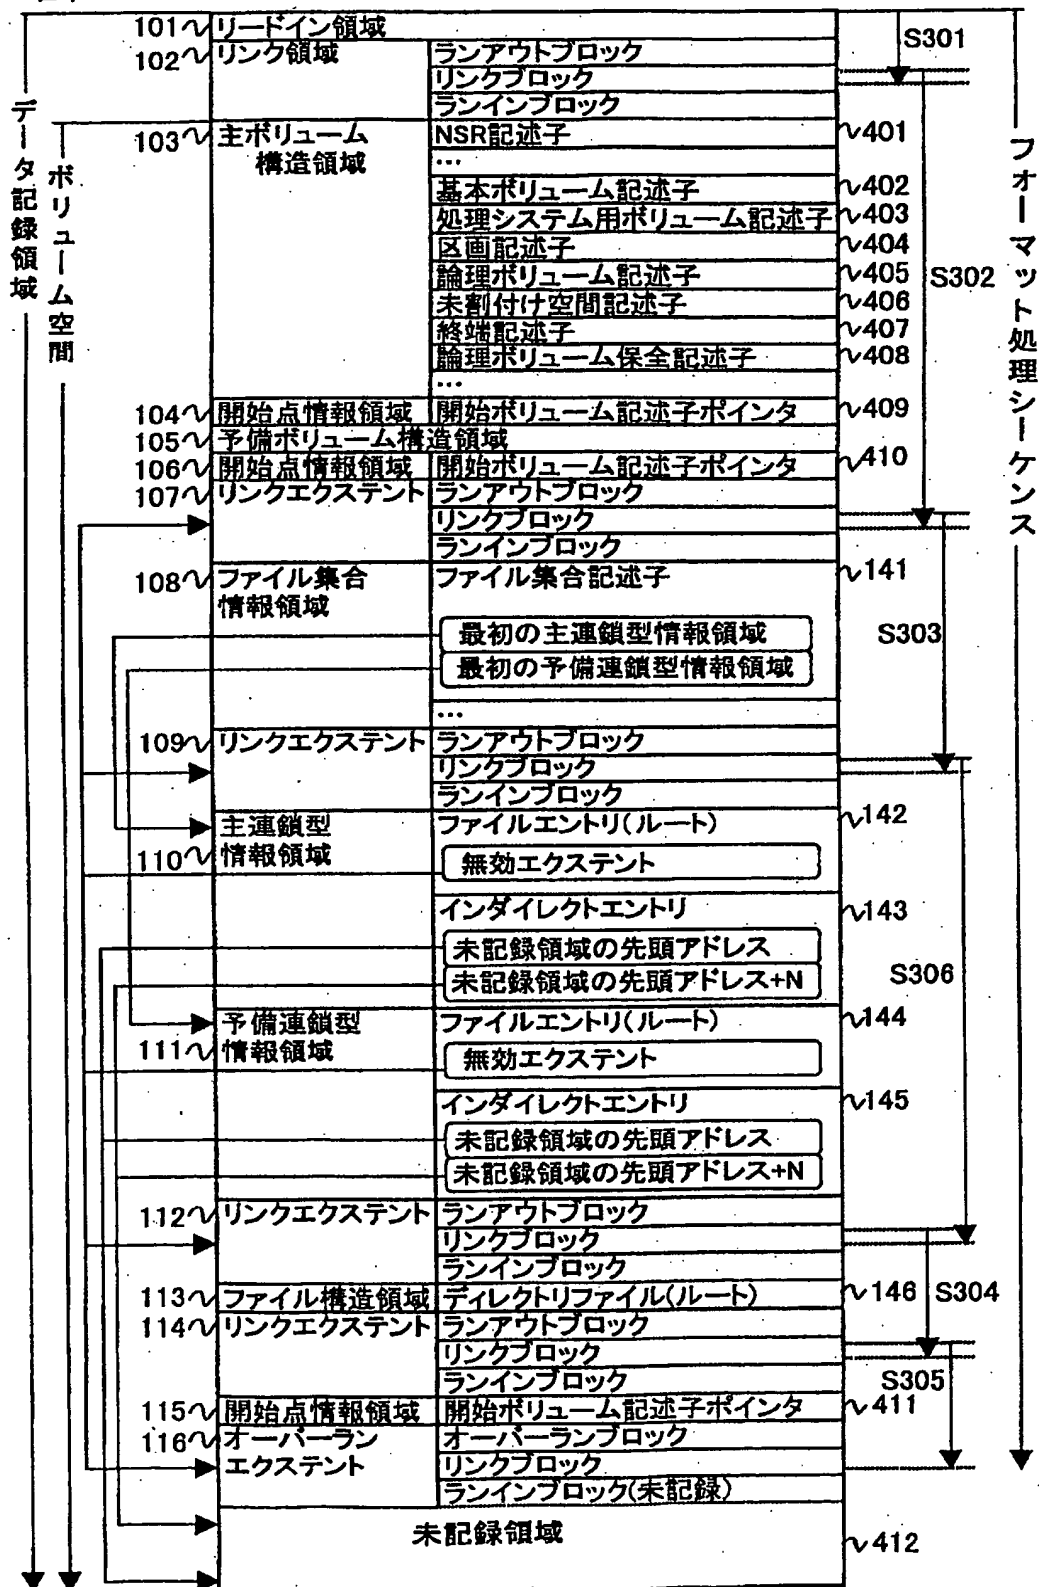 101 リードイン領域
S301
102 リンク領域 ランアウトブロック
リンクブロック
ランインブロック
データ記録領域
ボリューム空間
フォーマット処理シーケンス
103 主ボリューム構造領域 NSR記述子 401
...
基本ボリューム記述子 402
処理システム用ボリューム記述子 403
区画記述子 404
論理ボリューム記述子 405
S302
未割付け空間記述子 406
終端記述子 407
論理ボリューム保全記述子 408
...
104 開始点情報領域 開始ボリューム記述子ポインタ 409
105 予備ボリューム構造領域
106 開始点情報領域 開始ボリューム記述子ポインタ 410
107 リンクエクステント ランアウトブロック
リンクブロック
ランインブロック
108 ファイル集合情報領域 ファイル集合記述子 141
最初の主連鎖型情報領域
S303
最初の予備連鎖型情報領域
...
109 リンクエクステント ランアウトブロック
リンクブロック
ランインブロック
110 主連鎖型情報領域 ファイルエントリ(ルート) 142
無効エクステント
インダイレクトエントリ 143
未記録領域の先頭アドレス
未記録領域の先頭アドレス+N
S306
111 予備連鎖型情報領域 ファイルエントリ(ルート) 144
無効エクステント
インダイレクトエントリ 145
未記録領域の先頭アドレス
未記録領域の先頭アドレス+N
112 リンクエクステント ランアウトブロック
リンクブロック
ランインブロック
113 ファイル構造領域 ディレクトリファイル(ルート) 146 S304
114 リンクエクステント ランアウトブロック
リンクブロック
ランインブロック
S305
115 開始点情報領域 開始ボリューム記述子ポインタ 411
116 オーバーランエクステント オーバーランブロック
リンクブロック
ランインブロック(未記録)
未記録領域 412